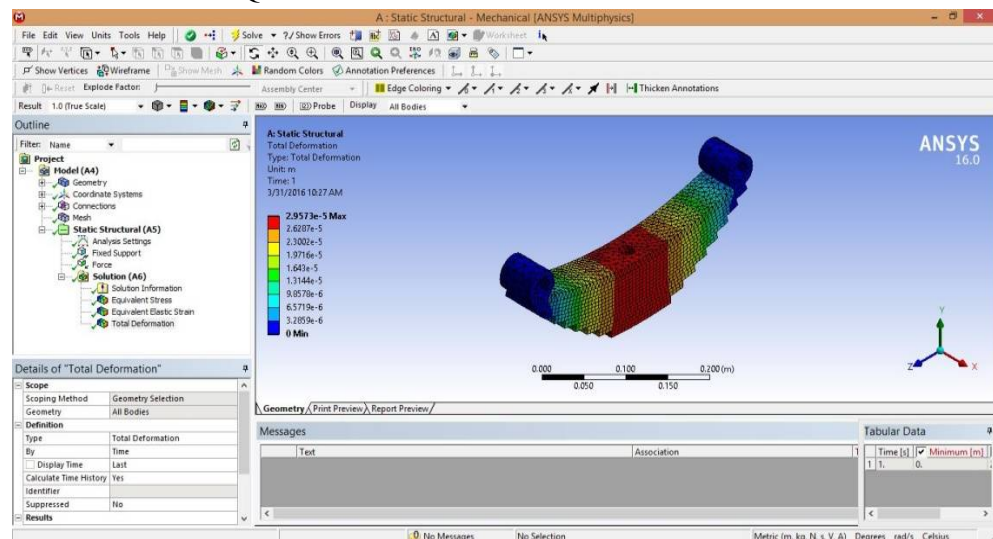 A : Static Structural - Mechanical [ANSYS Multiphysics]
File Edit View Units Tools Help Solve ?/ Show Errors Worksheet
Show Vertices Wireframe Show Mesh Random Colors Annotation Preferences
Reset Explode Factor: Assembly Center Edge Coloring Thicken Annotations
Result 1.0 (True Scale) Probe Display All Bodies
Outline
Filter: Name
Project
Model (A4)
Geometry
Coordinate Systems
Connections
Mesh
Static Structural (A5)
Analysis Settings
Fixed Support
Force
Solution (A6)
Solution Information
Equivalent Stress
Equivalent Elastic Strain
Total Deformation
A: Static Structural
Total Deformation
Type: Total Deformation
Unit: m
Time: 1
3/31/2016 10:27 AM
2.9573e-5 Max
2.6287e-5
2.3002e-5
1.9716e-5
1.643e-5
1.3144e-5
9.8578e-6
6.5719e-6
3.2859e-6
0 Min
ANSYS
16.0
Y
Z X
0.000 0.100 0.200 (m)
0.050 0.150
Details of "Total Deformation"
Scope
Scoping Method Geometry Selection
Geometry All Bodies
Definition
Type Total Deformation
By Time
Display Time Last
Calculate Time History Yes
Identifier
Suppressed No
Results
Geometry Print Preview Report Preview
Messages
Text Association
Tabular Data
Time [s] Minimum [m]
1 1. 0.
No Messages No Selection Metric (m, kg, N, s, V, A) Degrees rad/s Celsius